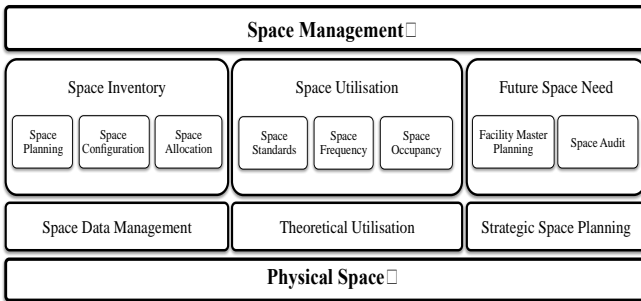 Space Management□
Space Inventory
Space Utilisation
Future Space Need
Space
Planning
Space
Configuration
Space
Allocation
Space
Standards
Space
Frequency
Space
Occupancy
Facility Master
Planning
Space Audit
Space Data Management
Theoretical Utilisation
Strategic Space Planning
Physical Space□